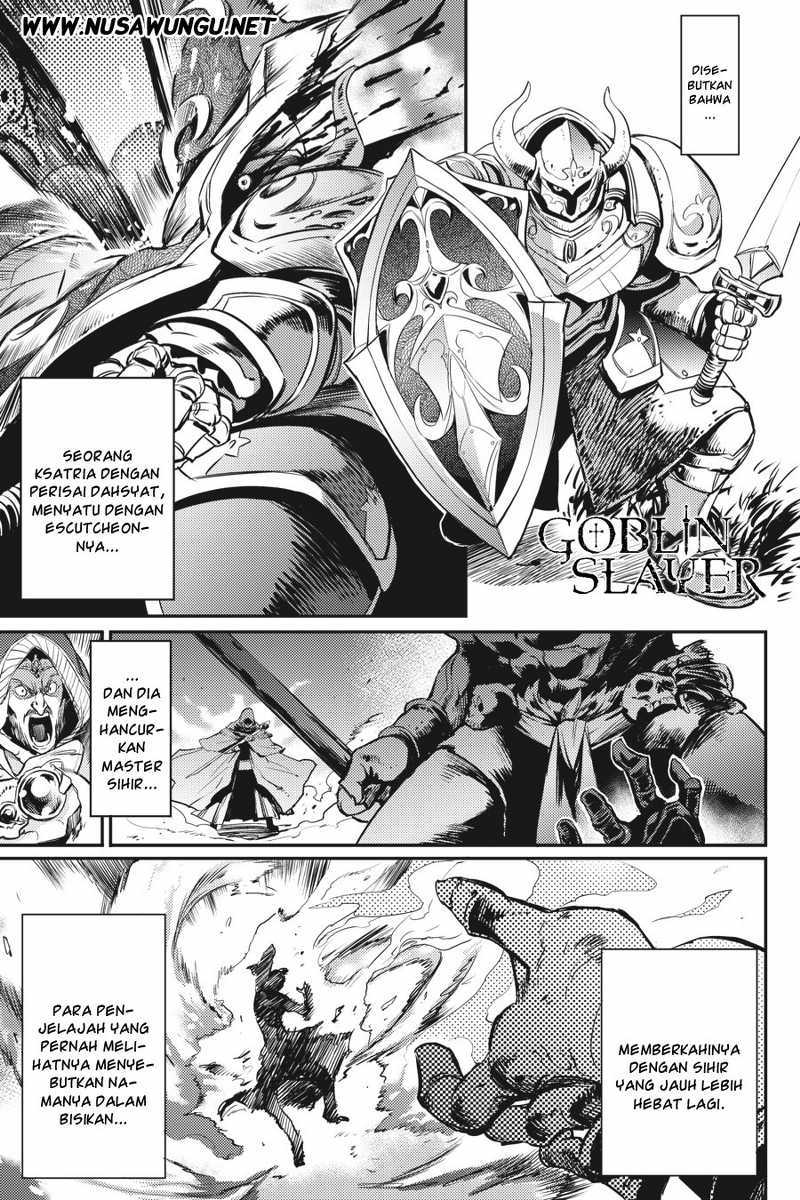 WWW.NUSAWUNGU.NET
DISE-
BUTKAN
BAHWA
...
SEORANG
KSATRIA DENGAN
PERISAI DAHSYAT,
MENYATU DENGAN
ESCUTCHEON-
NYA...
GOBLIN
SLAYER
...
DAN DIA
MENG-
HANCUR-
KAN
MASTER
SIHIR...
MEMBERKAHINYA
DENGAN SIHIR
YANG JAUH LEBIH
HEBAT LAGI.
PARA PEN-
JELAJAH YANG
PERNAH MELI-
HATNYA MENYE-
BUTKAN NA-
MANYA DALAM
BISIKAN...